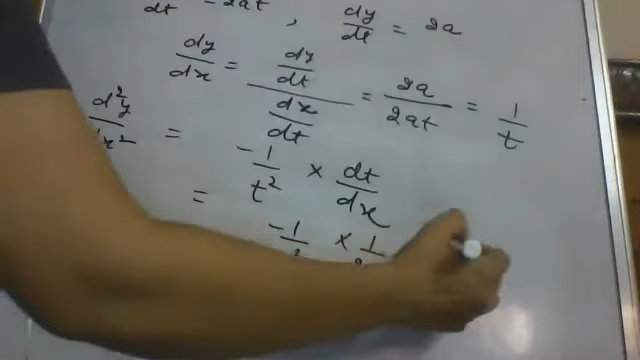 dt = 2at, dy/dt = 2a
dy/dx = dy/dt / dx/dt = 2a/2at = 1/t
d²y/dx² = -1/t² × dt/dx
= -1/ × 1/